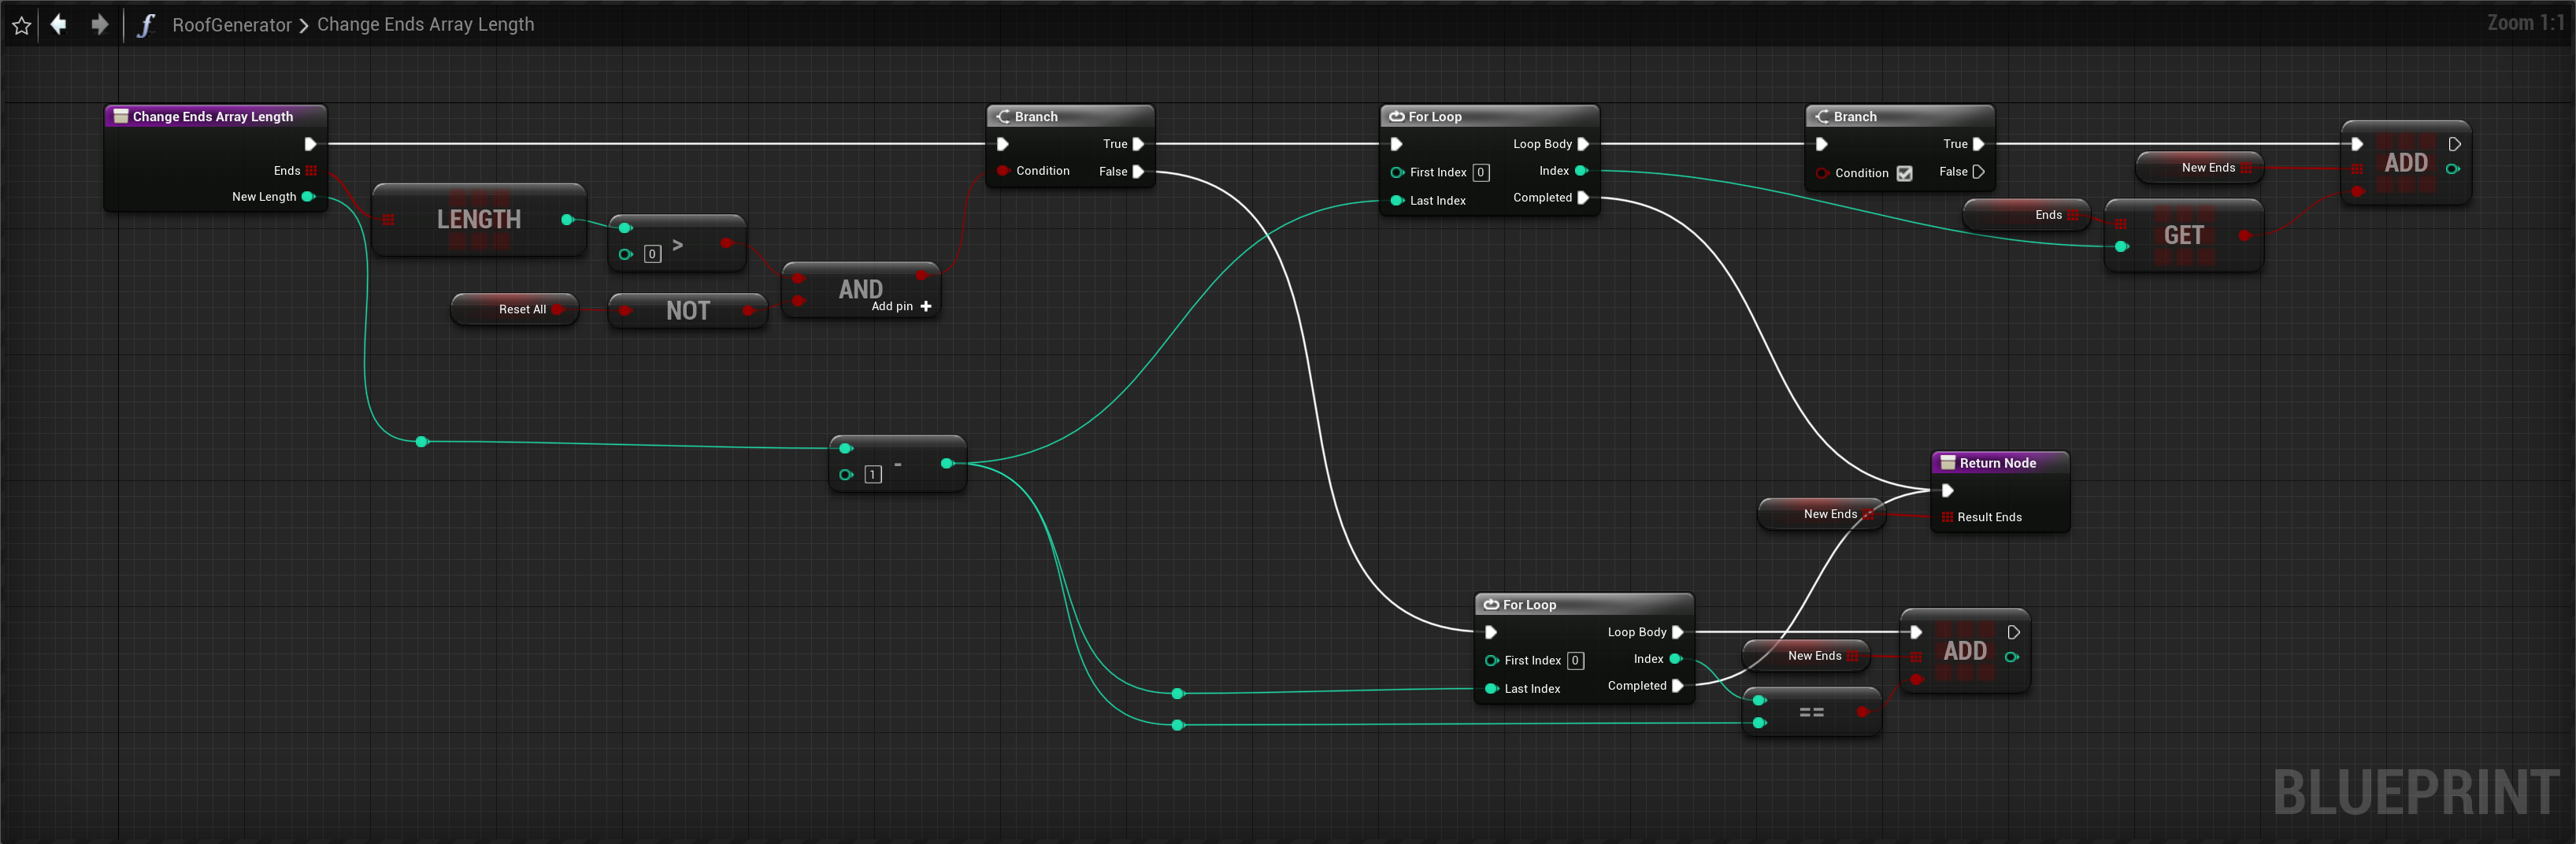 RoofGenerator > Change Ends Array Length
Zoom 1:1
Change Ends Array Length
Ends
New Length
LENGTH
0
>
Reset All
NOT
AND
Add pin +
1
-
Branch
True
Condition
False
For Loop
Loop Body
First Index 0
Index
Last Index
Completed
Branch
True
Condition
False
New Ends
ADD
Ends
GET
Return Node
New Ends
Result Ends
For Loop
Loop Body
First Index 0
Index
Last Index
Completed
New Ends
ADD
==
BLUEPRINT